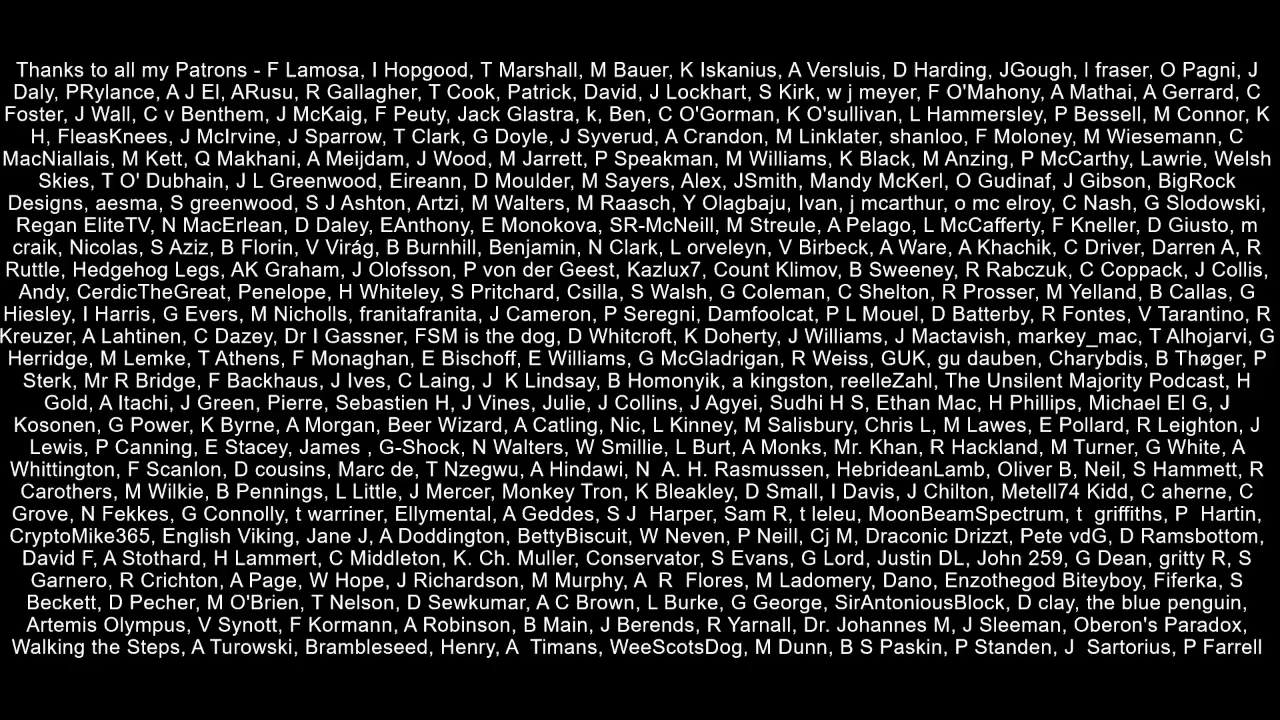 Thanks to all my Patrons - F Lamosa, I Hopgood, T Marshall, M Bauer, K Iskanius, A Versluis, D Harding, JGough, I fraser, O Pagni, J
Daly, PRylance, A J El, ARusu, R Gallagher, T Cook, Patrick, David, J Lockhart, S Kirk, w j meyer, F O'Mahony, A Mathai, A Gerrard, C
Foster, J Wall, C v Benthem, J McKaig, F Peuty, Jack Glastra, k, Ben, C O'Gorman, K O'sullivan, L Hammersley, P Bessell, M Connor, K
H, FleasKnees, J McIrvine, J Sparrow, T Clark, G Doyle, J Syverud, A Crandon, M Linklater, shanloo, F Moloney, M Wiesemann, C
MacNiallais, M Kett, Q Makhani, A Meijdam, J Wood, M Jarrett, P Speakman, M Williams, K Black, M Anzing, P McCarthy, Lawrie, Welsh
Skies, T O' Dubhain, J L Greenwood, Eireann, D Moulder, M Sayers, Alex, JSmith, Mandy McKerl, O Gudinaf, J Gibson, BigRock
Designs, aesma, S greenwood, S J Ashton, Artzi, M Walters, M Raasch, Y Olagbaju, Ivan, j mcarthur, o mc elroy, C Nash, G Slodowski,
Regan EliteTV, N MacErlean, D Daley, EAnthony, E Monokova, SR-McNeill, M Streule, A Pelago, L McCafferty, F Kneller, D Giusto, m
craik, Nicolas, S Aziz, B Florin, V Virág, B Burnhill, Benjamin, N Clark, L orveleyn, V Birbeck, A Ware, A Khachik, C Driver, Darren A, R
Ruttle, Hedgehog Legs, AK Graham, J Olofsson, P von der Geest, Kazlux7, Count Klimov, B Sweeney, R Rabczuk, C Coppack, J Collis,
Andy, CerdicTheGreat, Penelope, H Whiteley, S Pritchard, Csilla, S Walsh, G Coleman, C Shelton, R Prosser, M Yelland, B Callas, G
Hiesley, I Harris, G Evers, M Nicholls, franitafranita, J Cameron, P Seregni, Damfoolcat, P L Mouel, D Batterby, R Fontes, V Tarantino, R
Kreuzer, A Lahtinen, C Dazey, Dr I Gassner, FSM is the dog, D Whitcroft, K Doherty, J Williams, J Mactavish, markey_mac, T Alhojarvi, G
Herridge, M Lemke, T Athens, F Monaghan, E Bischoff, E Williams, G McGladrigan, R Weiss, GUK, gu dauben, Charybdis, B Thøger, P
Sterk, Mr R Bridge, F Backhaus, J Ives, C Laing, J  K Lindsay, B Homonyik, a kingston, reelleZahl, The Unsilent Majority Podcast, H
Gold, A Itachi, J Green, Pierre, Sebastien H, J Vines, Julie, J Collins, J Agyei, Sudhi H S, Ethan Mac, H Phillips, Michael El G, J
Kosonen, G Power, K Byrne, A Morgan, Beer Wizard, A Catling, Nic, L Kinney, M Salisbury, Chris L, M Lawes, E Pollard, R Leighton, J
Lewis, P Canning, E Stacey, James , G-Shock, N Walters, W Smillie, L Burt, A Monks, Mr. Khan, R Hackland, M Turner, G White, A
Whittington, F Scanlon, D cousins, Marc de, T Nzegwu, A Hindawi, N  A. H. Rasmussen, HebrideanLamb, Oliver B, Neil, S Hammett, R
Carothers, M Wilkie, B Pennings, L Little, J Mercer, Monkey Tron, K Bleakley, D Small, I Davis, J Chilton, Metell74 Kidd, C aherne, C
Grove, N Fekkes, G Connolly, t warriner, Ellymental, A Geddes, S J  Harper, Sam R, t leleu, MoonBeamSpectrum, t  griffiths, P  Hartin,
CryptoMike365, English Viking, Jane J, A Doddington, BettyBiscuit, W Neven, P Neill, Cj M, Draconic Drizzt, Pete vdG, D Ramsbottom,
David F, A Stothard, H Lammert, C Middleton, K. Ch. Muller, Conservator, S Evans, G Lord, Justin DL, John 259, G Dean, gritty R, S
Garnero, R Crichton, A Page, W Hope, J Richardson, M Murphy, A  R  Flores, M Ladomery, Dano, Enzothegod Biteyboy, Fiferka, S
Beckett, D Pecher, M O'Brien, T Nelson, D Sewkumar, A C Brown, L Burke, G George, SirAntoniousBlock, D clay, the blue penguin,
Artemis Olympus, V Synott, F Kormann, A Robinson, B Main, J Berends, R Yarnall, Dr. Johannes M, J Sleeman, Oberon's Paradox,
Walking the Steps, A Turowski, Brambleseed, Henry, A  Timans, WeeScotsDog, M Dunn, B S Paskin, P Standen, J  Sartorius, P Farrell